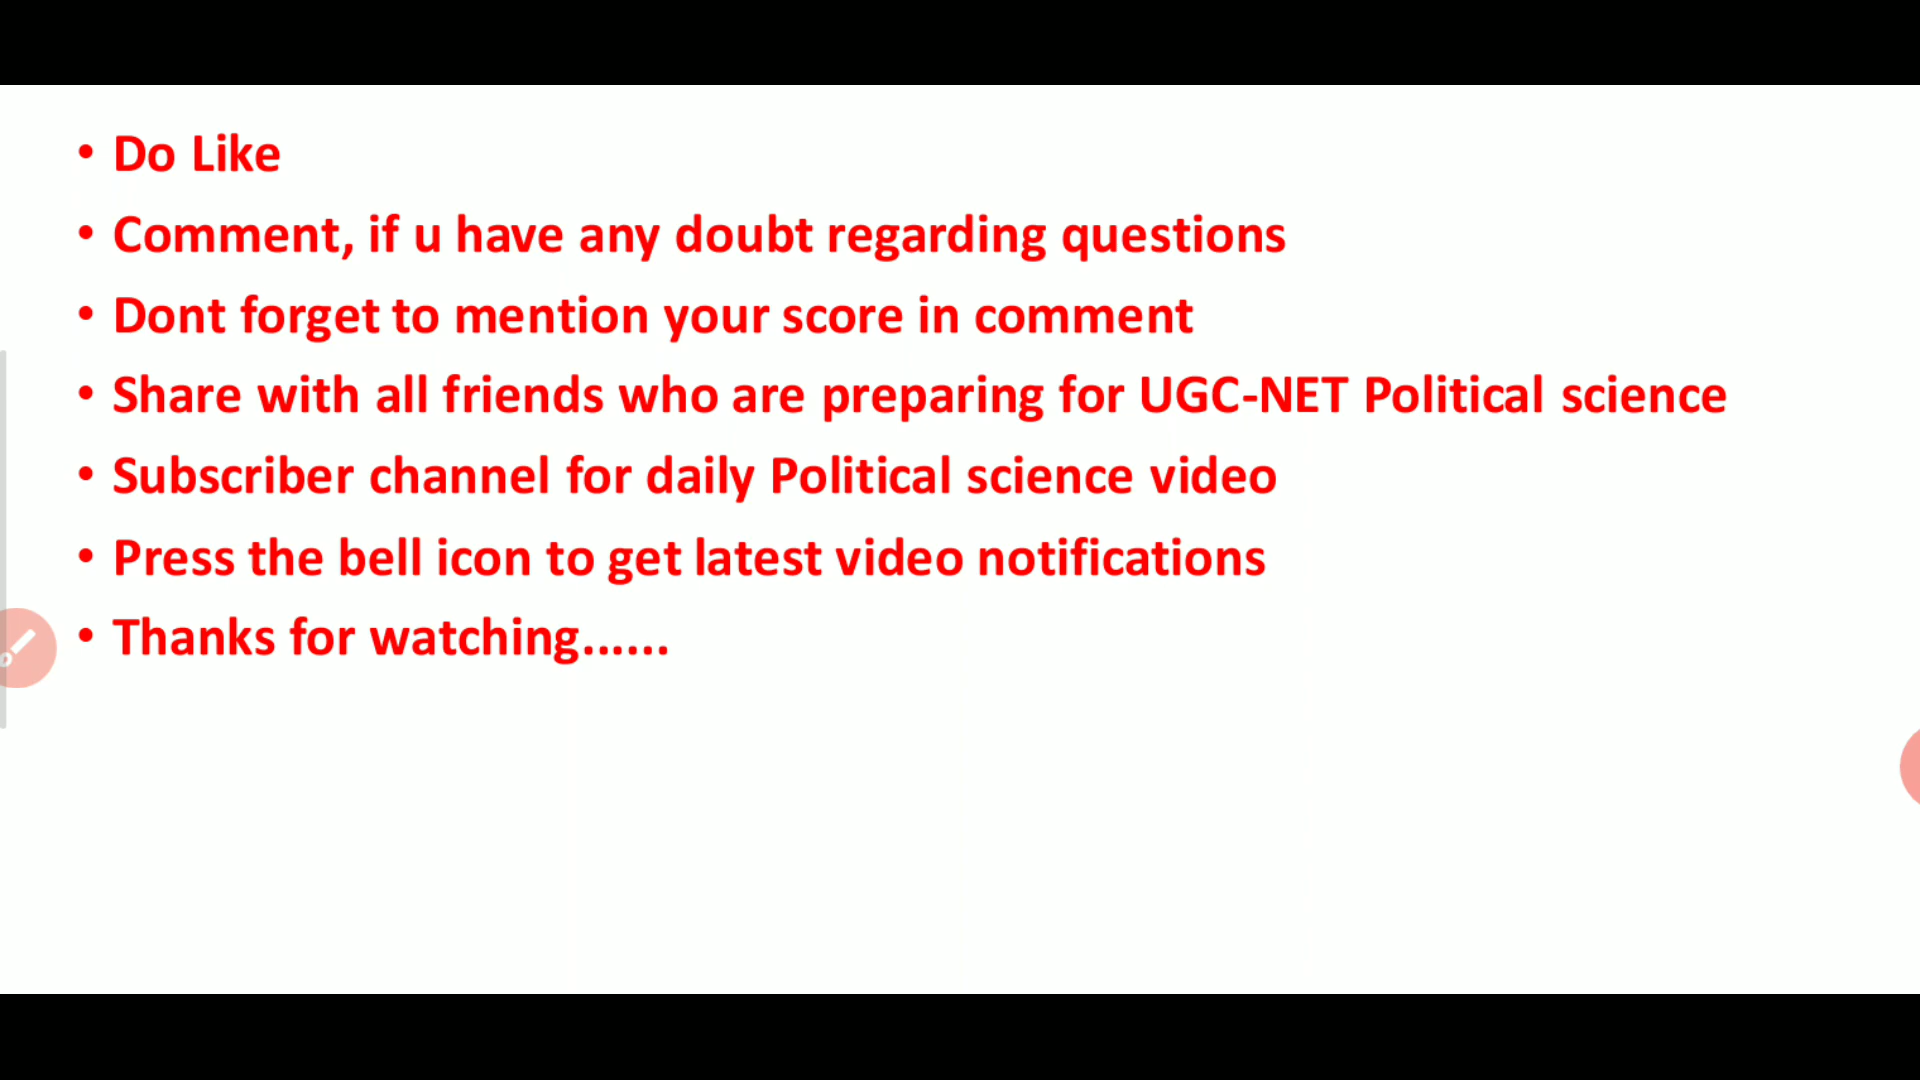 • Do Like
• Comment, if u have any doubt regarding questions
• Dont forget to mention your score in comment
• Share with all friends who are preparing for UGC-NET Political science
• Subscriber channel for daily Political science video
• Press the bell icon to get latest video notifications
• Thanks for watching......